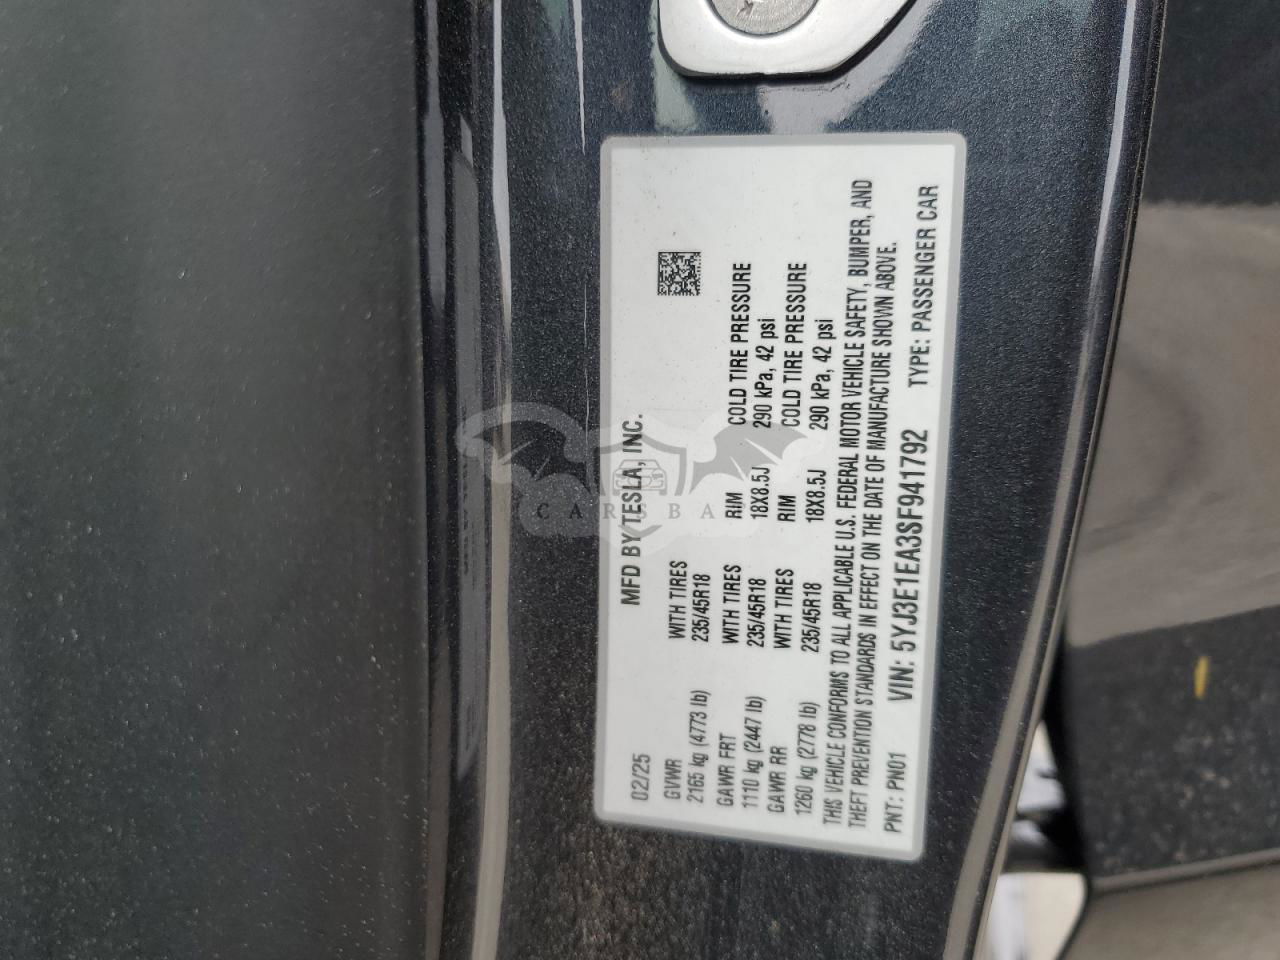 02/25 MFD BY TESLA, INC.
GVWR WITH TIRES
2165 kg (4773 lb) 235/45R18
GAWR FRT WITH TIRES RIM COLD TIRE PRESSURE
1110 kg (2447 lb) 235/45R18 18X8.5J 290 kPa, 42 psi
GAWR RR WITH TIRES RIM COLD TIRE PRESSURE
1260 kg (2778 lb) 235/45R18 18X8.5J 290 kPa, 42 psi
THIS VEHICLE CONFORMS TO ALL APPLICABLE U.S. FEDERAL MOTOR VEHICLE SAFETY, BUMPER, AND
THEFT PREVENTION STANDARDS IN EFFECT ON THE DATE OF MANUFACTURE SHOWN ABOVE.
PNT: PN01 VIN: 5YJ3E1EA3SF941792 TYPE: PASSENGER CAR